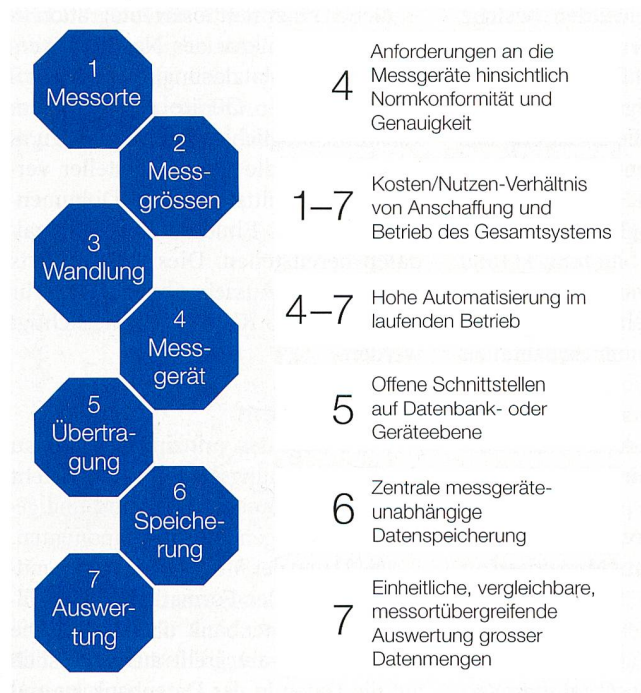 1
Messorte
2
Mess-
grössen
3
Wandlung
4
Mess-
gerät
5
Übertra-
gung
6
Speiche-
rung
7
Auswer-
tung
4
Anforderungen an die
Messgeräte hinsichtlich
Normkonformität und
Genauigkeit
1–7
Kosten/Nutzen-Verhältnis
von Anschaffung und
Betrieb des Gesamtsystems
4–7
Hohe Automatisierung im
laufenden Betrieb
5
Offene Schnittstellen
auf Datenbank- oder
Geräteebene
6
Zentrale messgeräte-
unabhängige
Datenspeicherung
7
Einheitliche, vergleichbare,
messortübergreifende
Auswertung grosser
Datenmengen